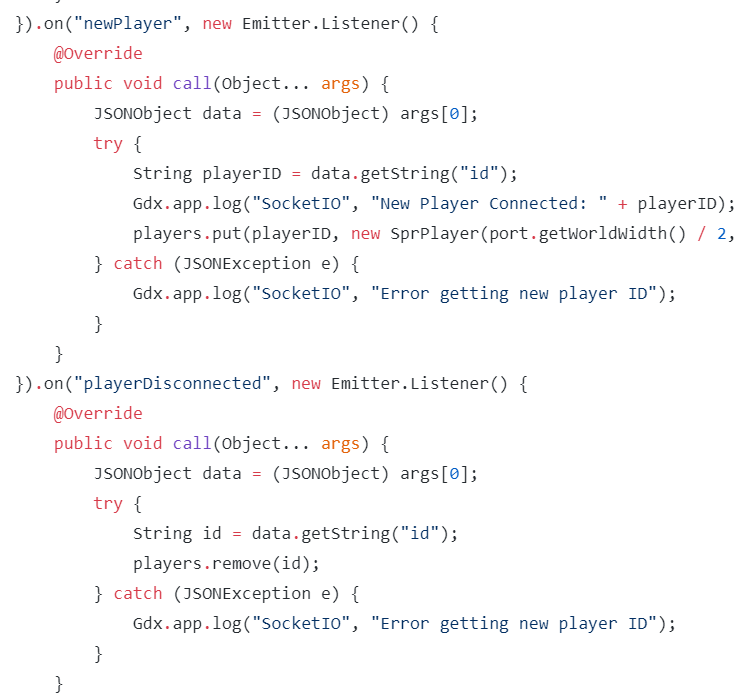 }).on("newPlayer", new Emitter.Listener() {
    @Override
    public void call(Object... args) {
        JSONObject data = (JSONObject) args[0];
        try {
            String playerID = data.getString("id");
            Gdx.app.log("SocketIO", "New Player Connected: " + playerID);
            players.put(playerID, new SprPlayer(port.getWorldWidth() / 2,
        } catch (JSONException e) {
            Gdx.app.log("SocketIO", "Error getting new player ID");
        }
    }
}).on("playerDisconnected", new Emitter.Listener() {
    @Override
    public void call(Object... args) {
        JSONObject data = (JSONObject) args[0];
        try {
            String id = data.getString("id");
            players.remove(id);
        } catch (JSONException e) {
            Gdx.app.log("SocketIO", "Error getting new player ID");
        }
    }